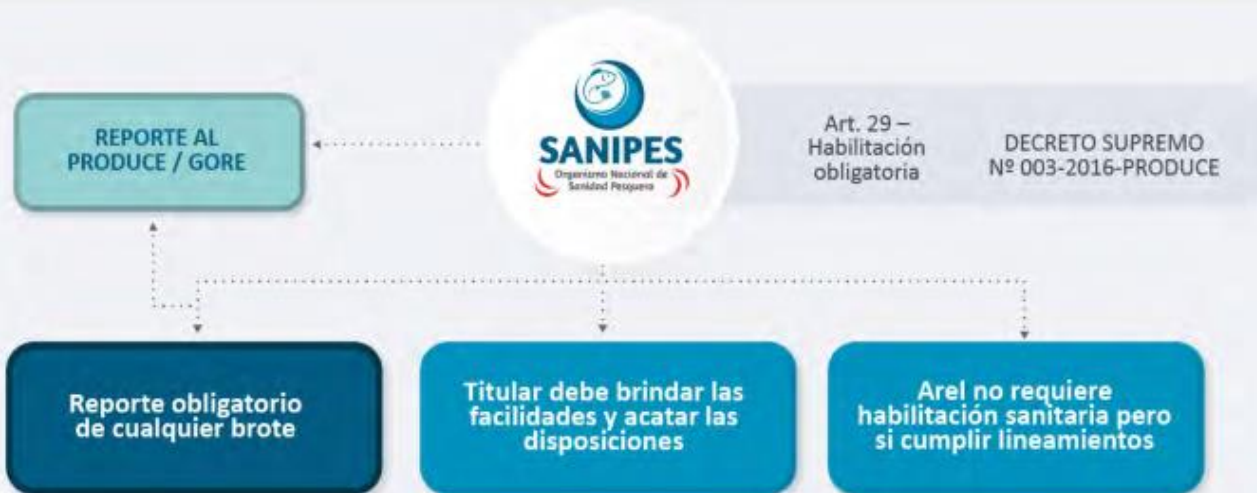 REPORTE AL
PRODUCE / GORE
SANIPES
Organismo Nacional de
Sanidad Pesquera
Art. 29 –
Habilitación
obligatoria
DECRETO SUPREMO
Nº 003-2016-PRODUCE
Reporte obligatorio
de cualquier brote
Titular debe brindar las
facilidades y acatar las
disposiciones
Arel no requiere
habilitación sanitaria pero
si cumplir lineamientos